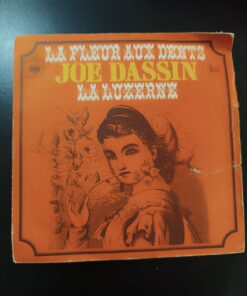 LA FLEUR AUX DENTS
JOE DASSIN
LA LUZERNE